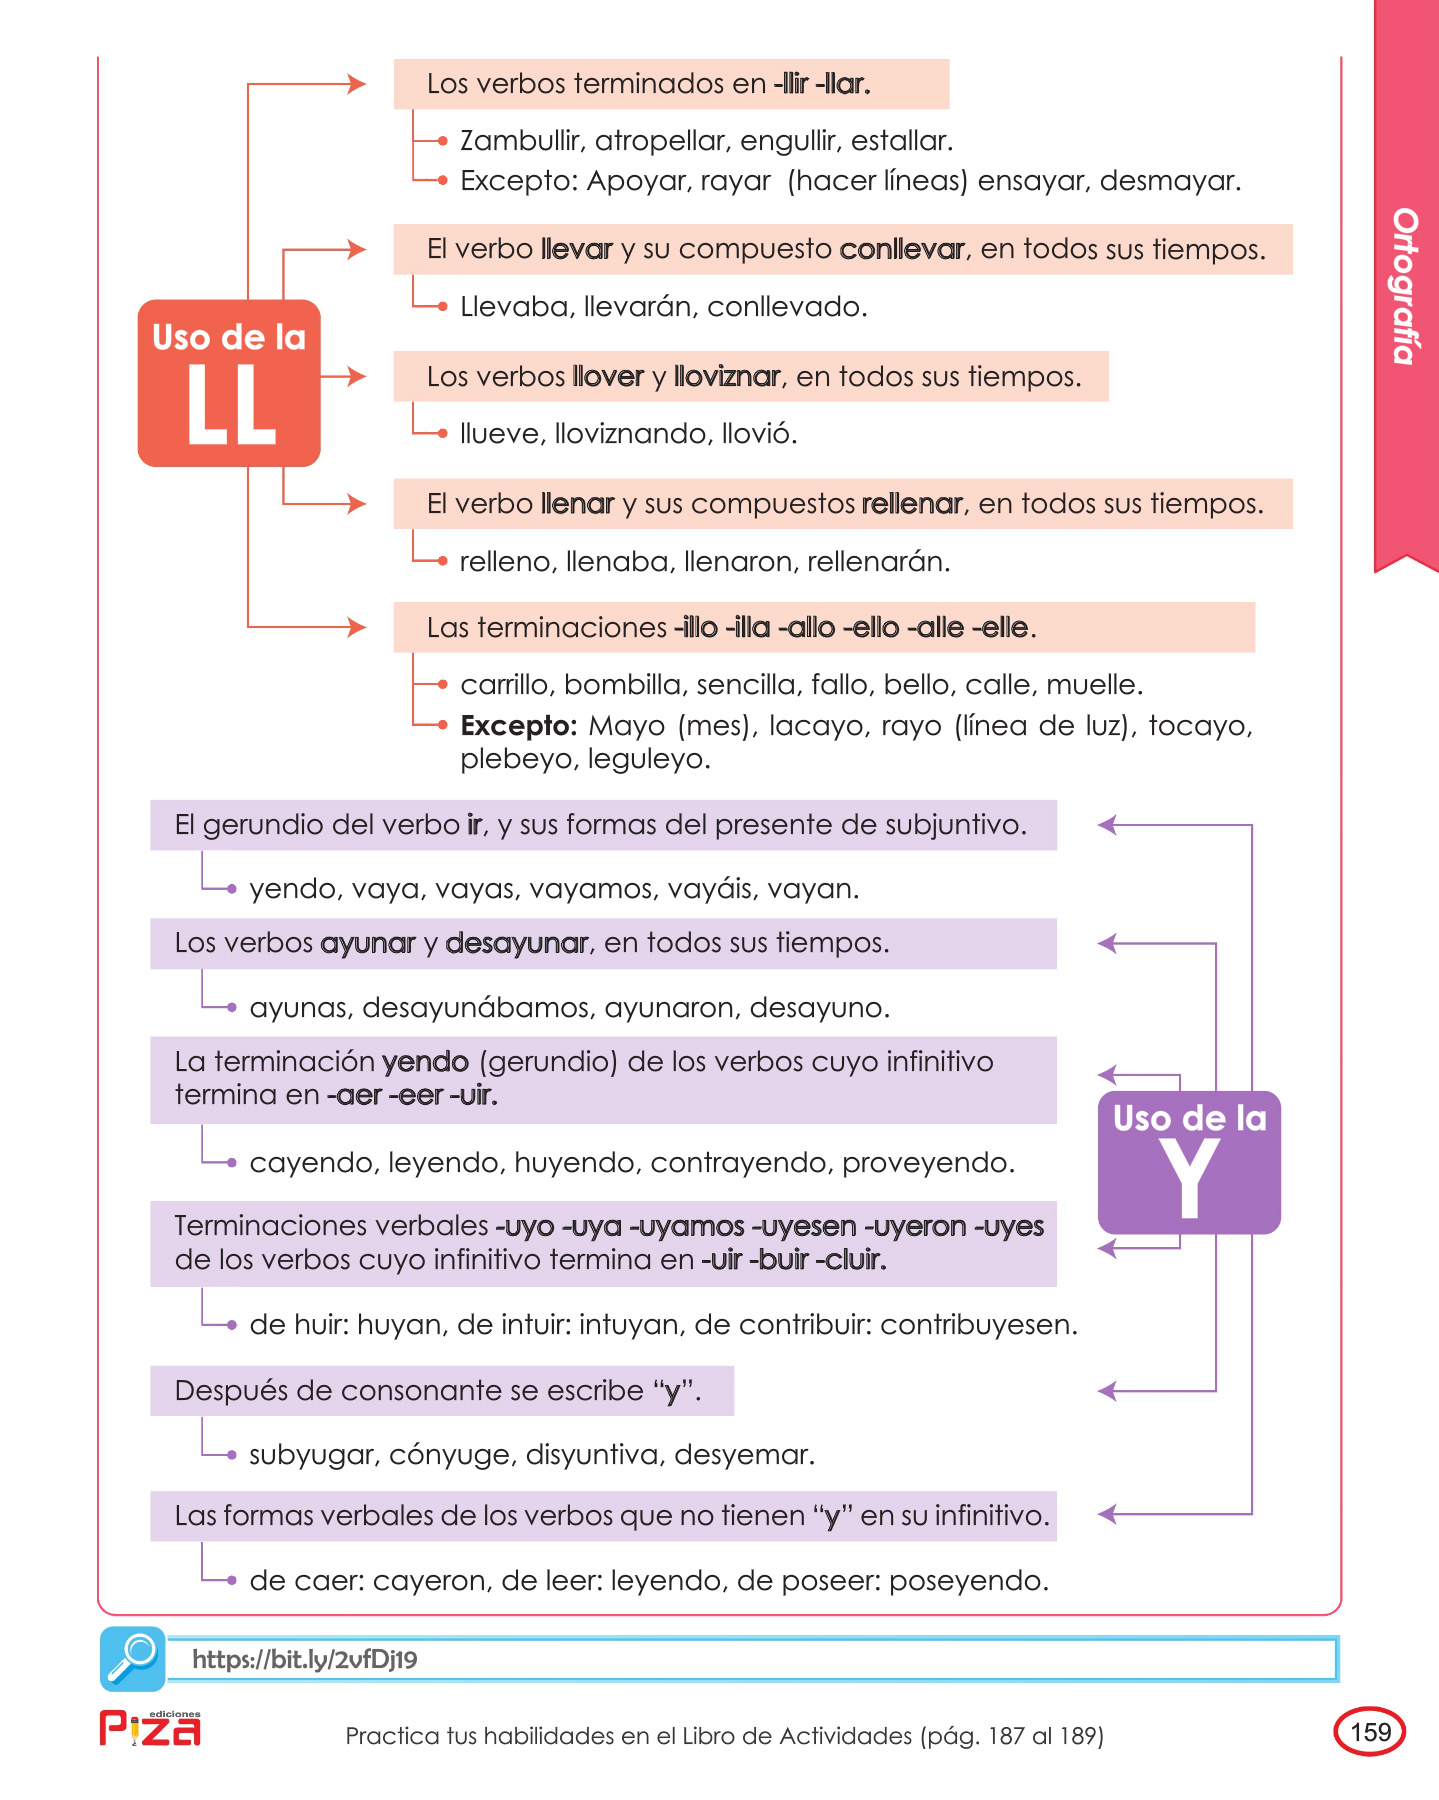 Los verbos terminados en -llir -llar.
Zambullir, atropellar, engullir, estallar.
Excepto: Apoyar, rayar (hacer líneas) ensayar, desmayar.
El verbo llevar y su compuesto conllevar, en todos sus tiempos.
Llevaba, llevarán, conllevado.
Uso de la
LL
Los verbos llover y lloviznar, en todos sus tiempos.
llueve, lloviznando, llovió.
El verbo llenar y sus compuestos rellenar, en todos sus tiempos.
relleno, llenaba, llenaron, rellenarán.
Las terminaciones -illo -illa -allo -ello -alle -elle.
carrillo, bombilla, sencilla, fallo, bello, calle, muelle.
Excepto: Mayo (mes), lacayo, rayo (línea de luz), tocayo,
plebeyo, leguleyo.
Ortografía
El gerundio del verbo ir, y sus formas del presente de subjuntivo.
yendo, vaya, vayas, vayamos, vayáis, vayan.
Los verbos ayunar y desayunar, en todos sus tiempos.
ayunas, desayunábamos, ayunaron, desayuno.
La terminación yendo (gerundio) de los verbos cuyo infinitivo
termina en -aer -eer -uir.
cayendo, leyendo, huyendo, contrayendo, proveyendo.
Uso de la
Y
Terminaciones verbales -uyo -uya -uyamos -uyesen -uyeron -uyes
de los verbos cuyo infinitivo termina en -uir -buir -cluir.
de huir: huyan, de intuir: intuyan, de contribuir: contribuyesen.
Después de consonante se escribe “y”.
subyugar, cónyuge, disyuntiva, desyemar.
Las formas verbales de los verbos que no tienen “y” en su infinitivo.
de caer: cayeron, de leer: leyendo, de poseer: poseyendo.
https://bit.ly/2vfDj19
ediciones
PiZa
Practica tus habilidades en el Libro de Actividades (pág. 187 al 189)
159